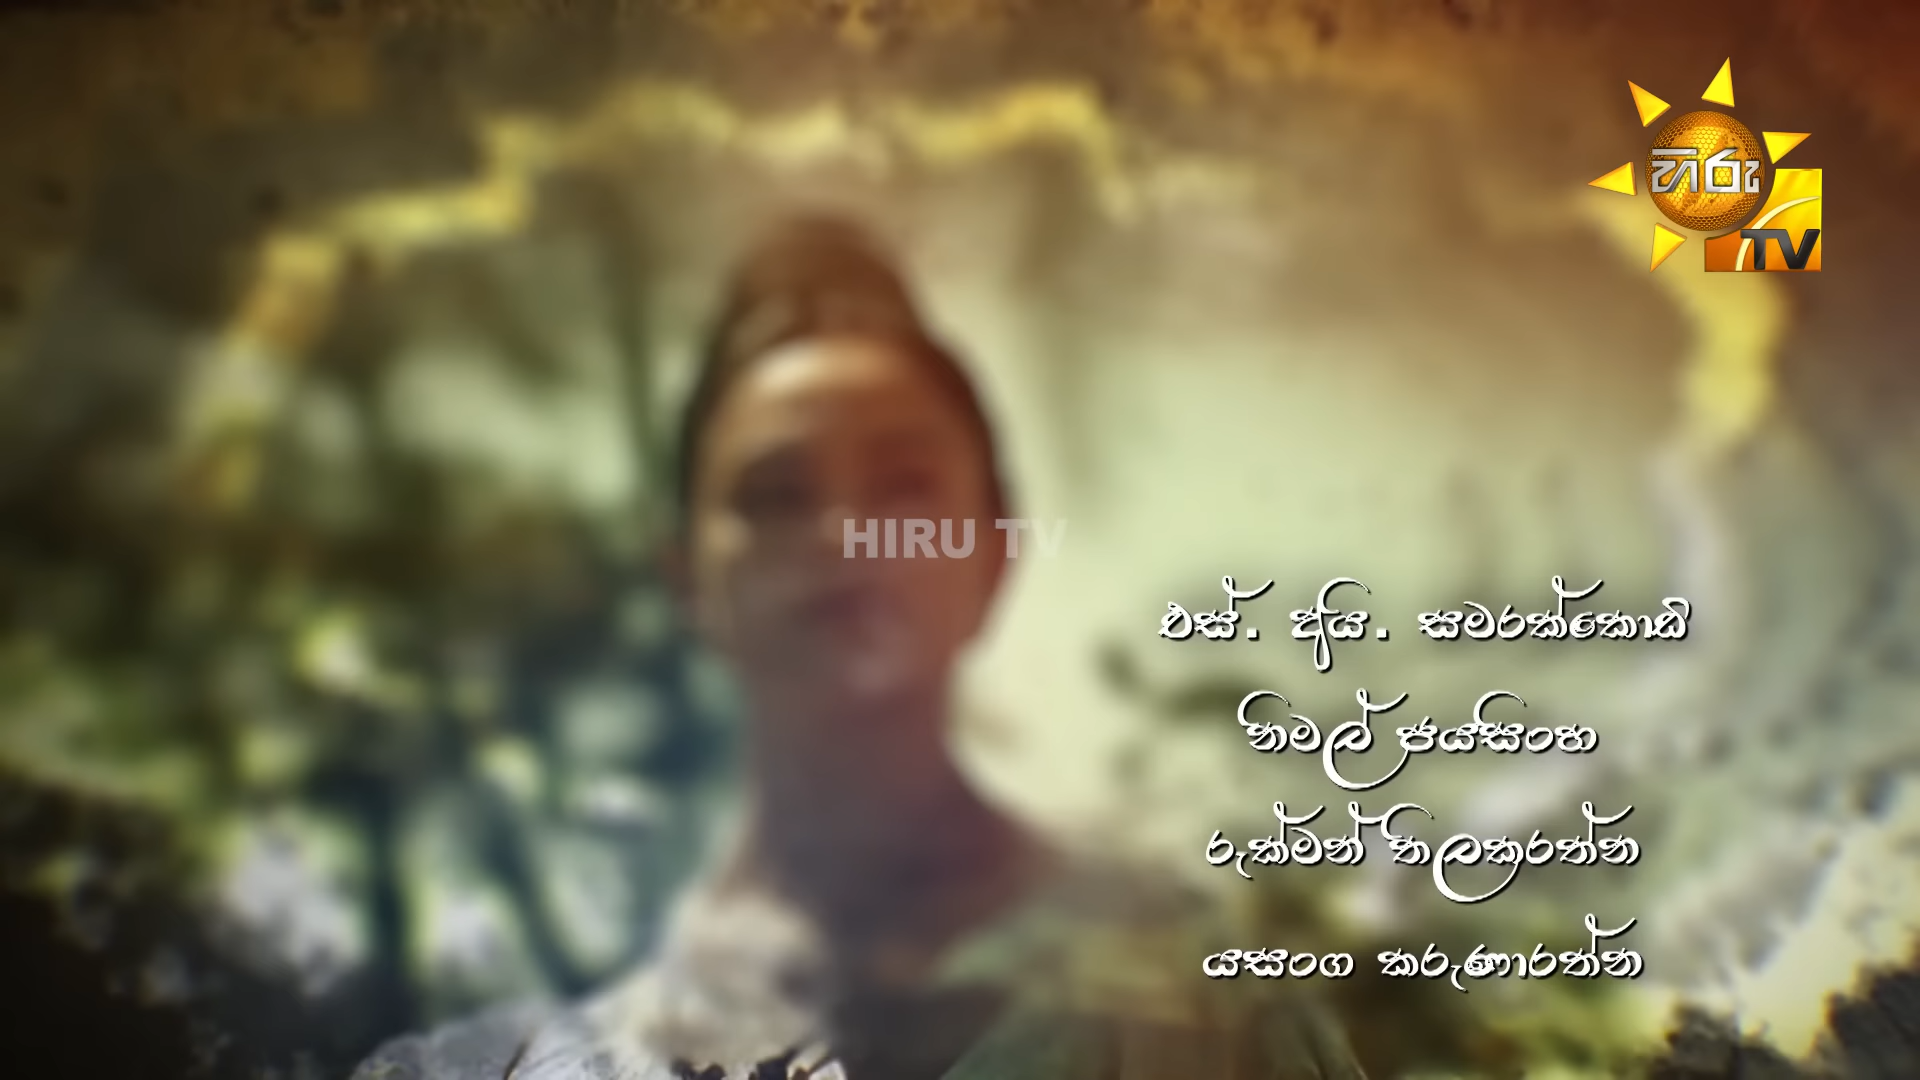 හිරු
TV
HIRU TV
එස්. අයි. සමරක්කොඩි
නිමල් ජයසිංහ
රුක්මන් තිලකරත්න
යසංග කරුණාරත්න